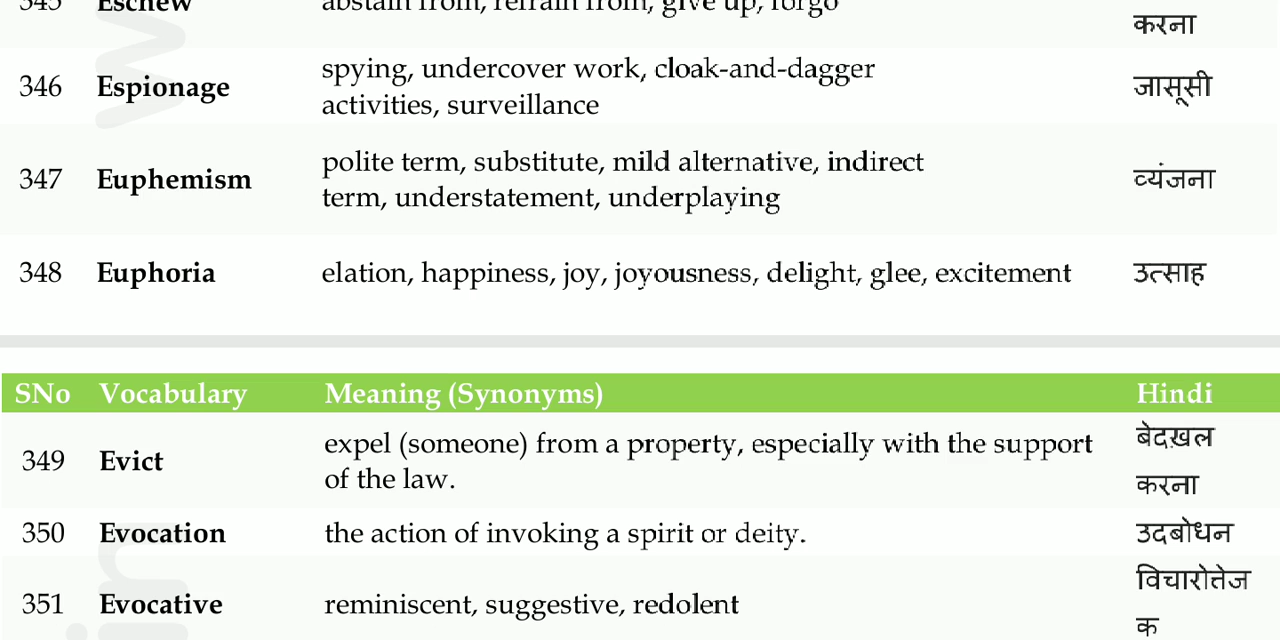 345 Eschew abstain from, refrain from, give up, forgo
करना
346 Espionage spying, undercover work, cloak-and-dagger जासूसी
activities, surveillance
347 Euphemism polite term, substitute, mild alternative, indirect व्यंजना
term, understatement, underplaying
348 Euphoria elation, happiness, joy, joyousness, delight, glee, excitement उत्साह
SNo Vocabulary Meaning (Synonyms) Hindi
349 Evict expel (someone) from a property, especially with the support बेदख़ल
of the law. करना
350 Evocation the action of invoking a spirit or deity. उदबोधन
351 Evocative reminiscent, suggestive, redolent विचारोत्तेज
क